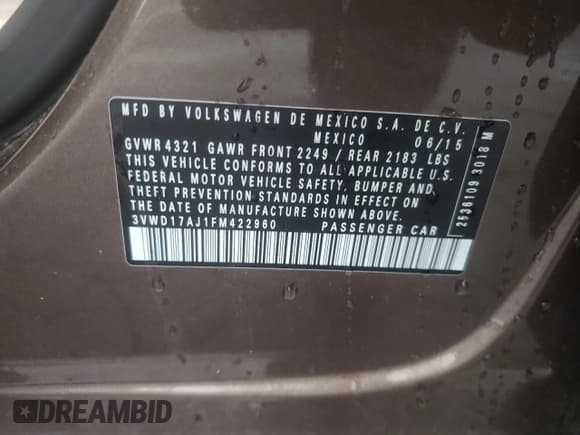 MFD BY VOLKSWAGEN DE MEXICO S.A. DE C.V.
MEXICO 06/15
GVWR 4321 GAWR FRONT 2249 / REAR 2183 LBS
THIS VEHICLE CONFORMS TO ALL APPLICABLE U.S.
FEDERAL MOTOR VEHICLE SAFETY, BUMPER AND
THEFT PREVENTION STANDARDS IN EFFECT ON
THE DATE OF MANUFACTURE SHOWN ABOVE.
3VWD17AJ1FM422960 PASSENGER CAR
2536109 3018 M
DREAMBID